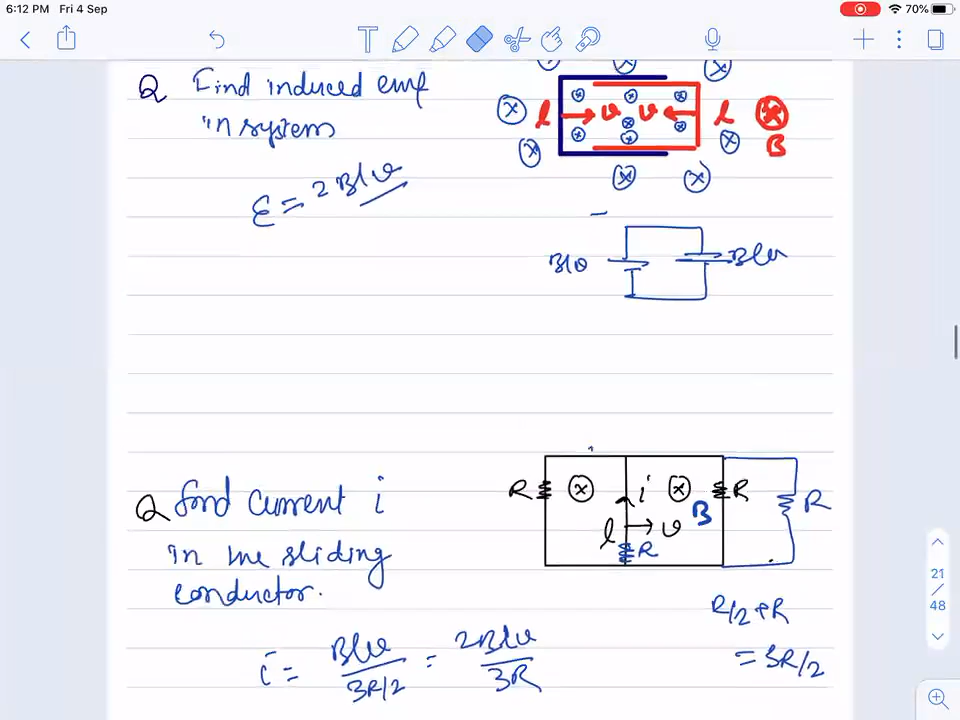 6:12 PM Fri 4 Sep
70%
Q Find induced emf
in system
l v v l
B
ε = 2Blv
Blv Blv
Q find current i
in the sliding
conductor.
R i R R
B
l v
R
R/2 + R
= 3R/2
i = Blv / 3R/2 = 2Blv / 3R
21
/
48